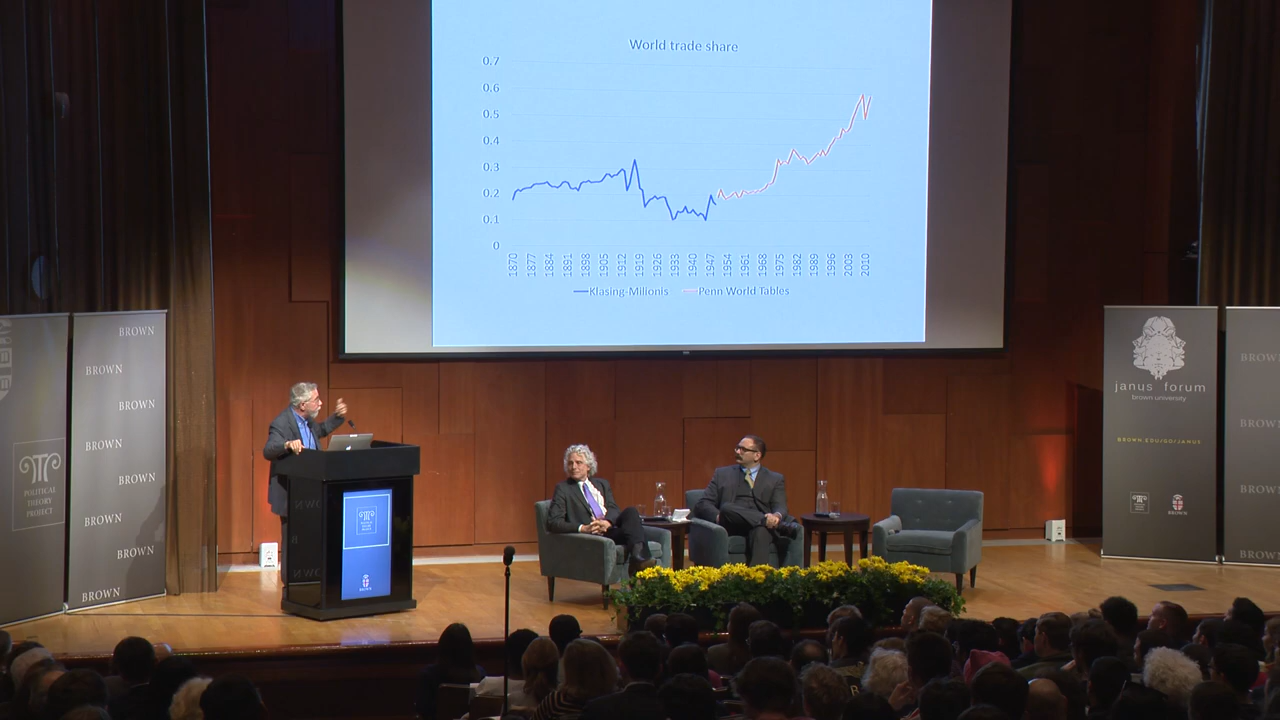 World trade share
0.7
0.6
0.5
0.4
0.3
0.2
0.1
0
1870
1877
1884
1891
1898
1905
1912
1919
1926
1933
1940
1947
1954
1961
1968
1975
1982
1989
1996
2003
2010
Klasing-Milionis
Penn World Tables
POLITICAL
THEORY
PROJECT
BROWN
BROWN
BROWN
BROWN
BROWN
BROWN
BROWN
BROWN
BROWN
janus forum
brown university
BROWN.EDU/GO/JANUS
BROWN
BROWN
BROWN
BROWN
BROWN